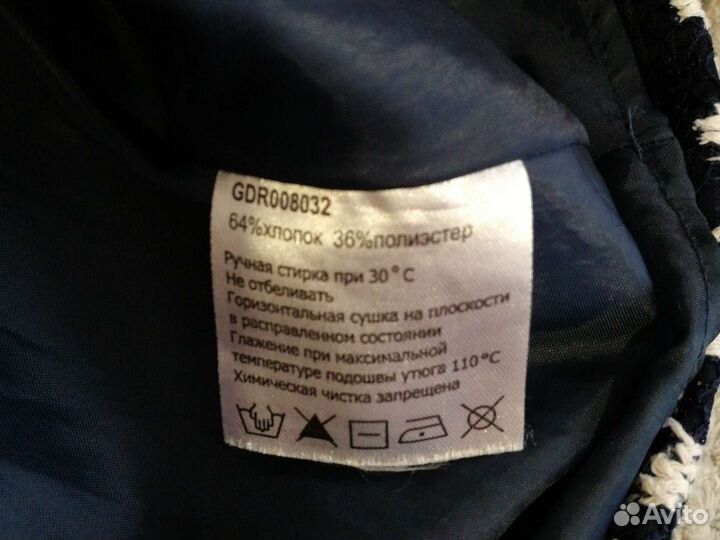 GDR008032
64%хлопок 36%полиэстер
Ручная стирка при 30°С
Не отбеливать
Горизонтальная сушка на плоскости
в расправленном состоянии
Глажение при максимальной
температуре подошвы утюга 110°С
Химическая чистка запрещена
Avito